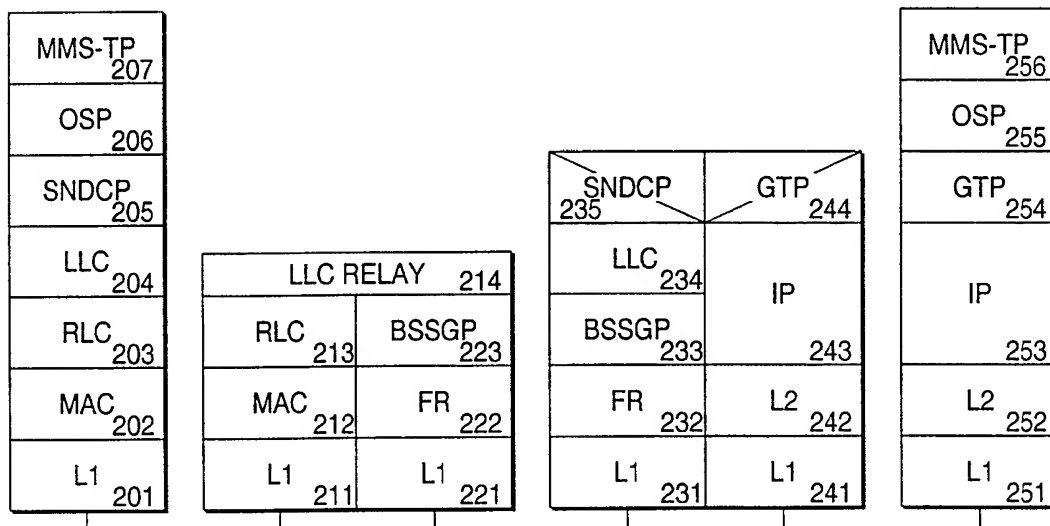 MMS-TP 207
OSP 206
SNDCP 205
LLC 204
RLC 203
MAC 202
L1 201
LLC RELAY 214
RLC 213
BSSGP 223
MAC 212
FR 222
L1 211
L1 221
SNDCP 235
GTP 244
LLC 234
IP 243
BSSGP 233
FR 232
L2 242
L1 231
L1 241
MMS-TP 256
OSP 255
GTP 254
IP 253
L2 252
L1 251